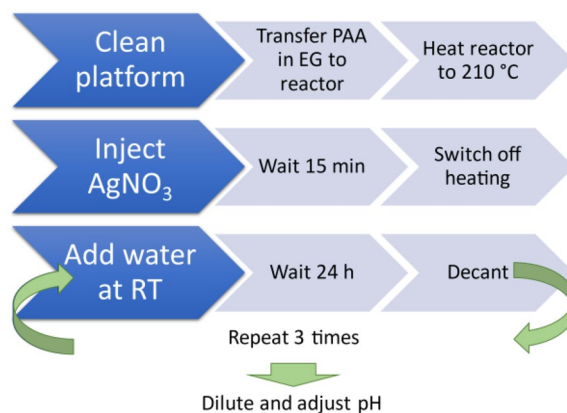 Clean
platform
Transfer PAA
in EG to
reactor
Heat reactor
to 210 °C
Inject
AgNO₃
Wait 15 min
Switch off
heating
Add water
at RT
Wait 24 h
Decant
Repeat 3 times
Dilute and adjust pH